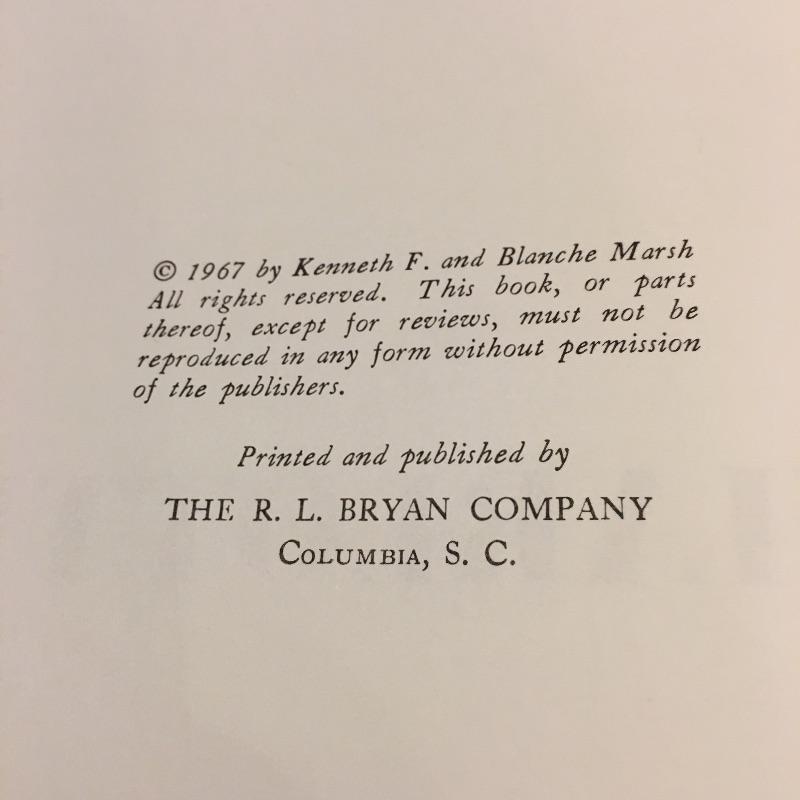 © 1967 by Kenneth F. and Blanche Marsh
All rights reserved. This book, or parts
thereof, except for reviews, must not be
reproduced in any form without permission
of the publishers.
Printed and published by
THE R. L. BRYAN COMPANY
COLUMBIA, S. C.